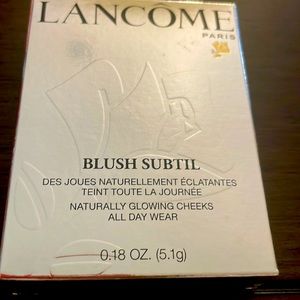 LANCÔME
PARIS
BLUSH SUBTIL
DES JOUES NATURELLEMENT ÉCLATANTES
TEINT TOUTE LA JOURNÉE
NATURALLY GLOWING CHEEKS
ALL DAY WEAR
0.18 OZ. (5.1g)